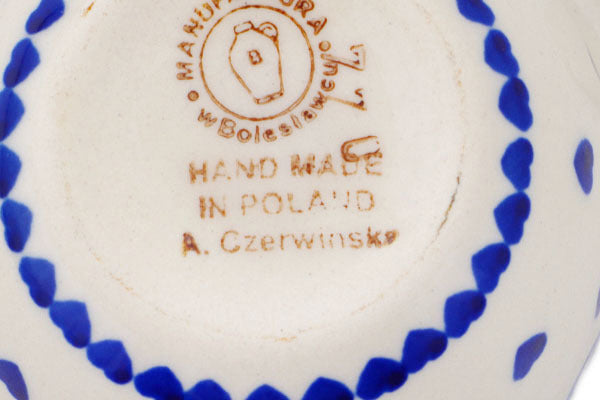 MANUFAKTURA
w Bolesławcu
B
HAND MADE
IN POLAND
A. Czerwinska